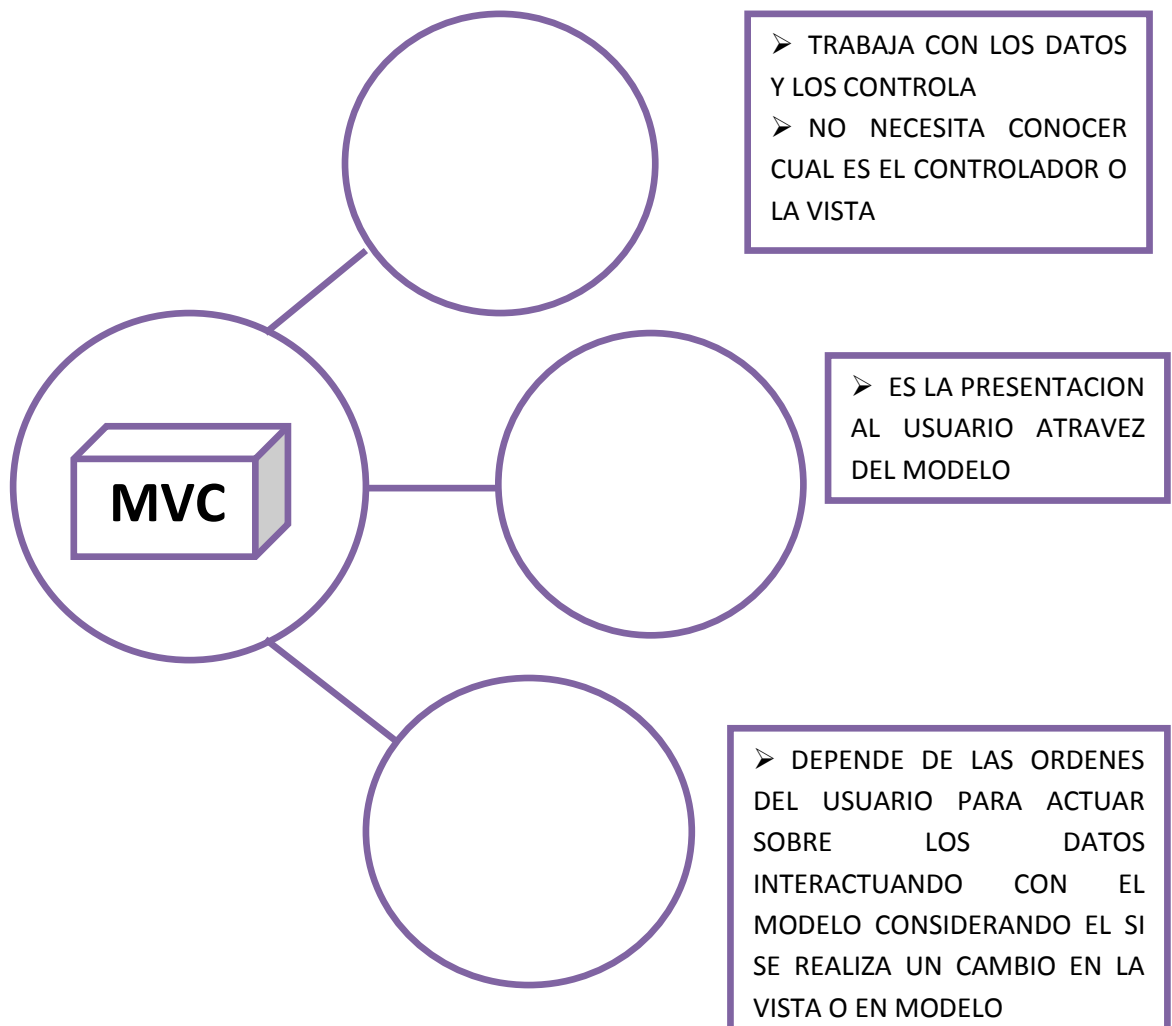 ➢ TRABAJA CON LOS DATOS
Y LOS CONTROLA
➢ NO NECESITA CONOCER
CUAL ES EL CONTROLADOR O
LA VISTA
MVC
➢ ES LA PRESENTACION
AL USUARIO ATRAVEZ
DEL MODELO
➢ DEPENDE DE LAS ORDENES
DEL USUARIO PARA ACTUAR
SOBRE LOS DATOS
INTERACTUANDO CON EL
MODELO CONSIDERANDO EL SI
SE REALIZA UN CAMBIO EN LA
VISTA O EN MODELO